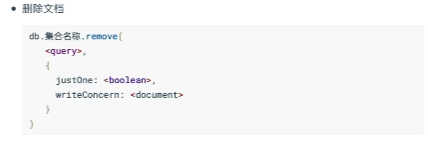 • 删除文档
db.集合名称.remove(
   <query>,
   {
     justOne: <boolean>,
     writeConcern: <document>
   }
)